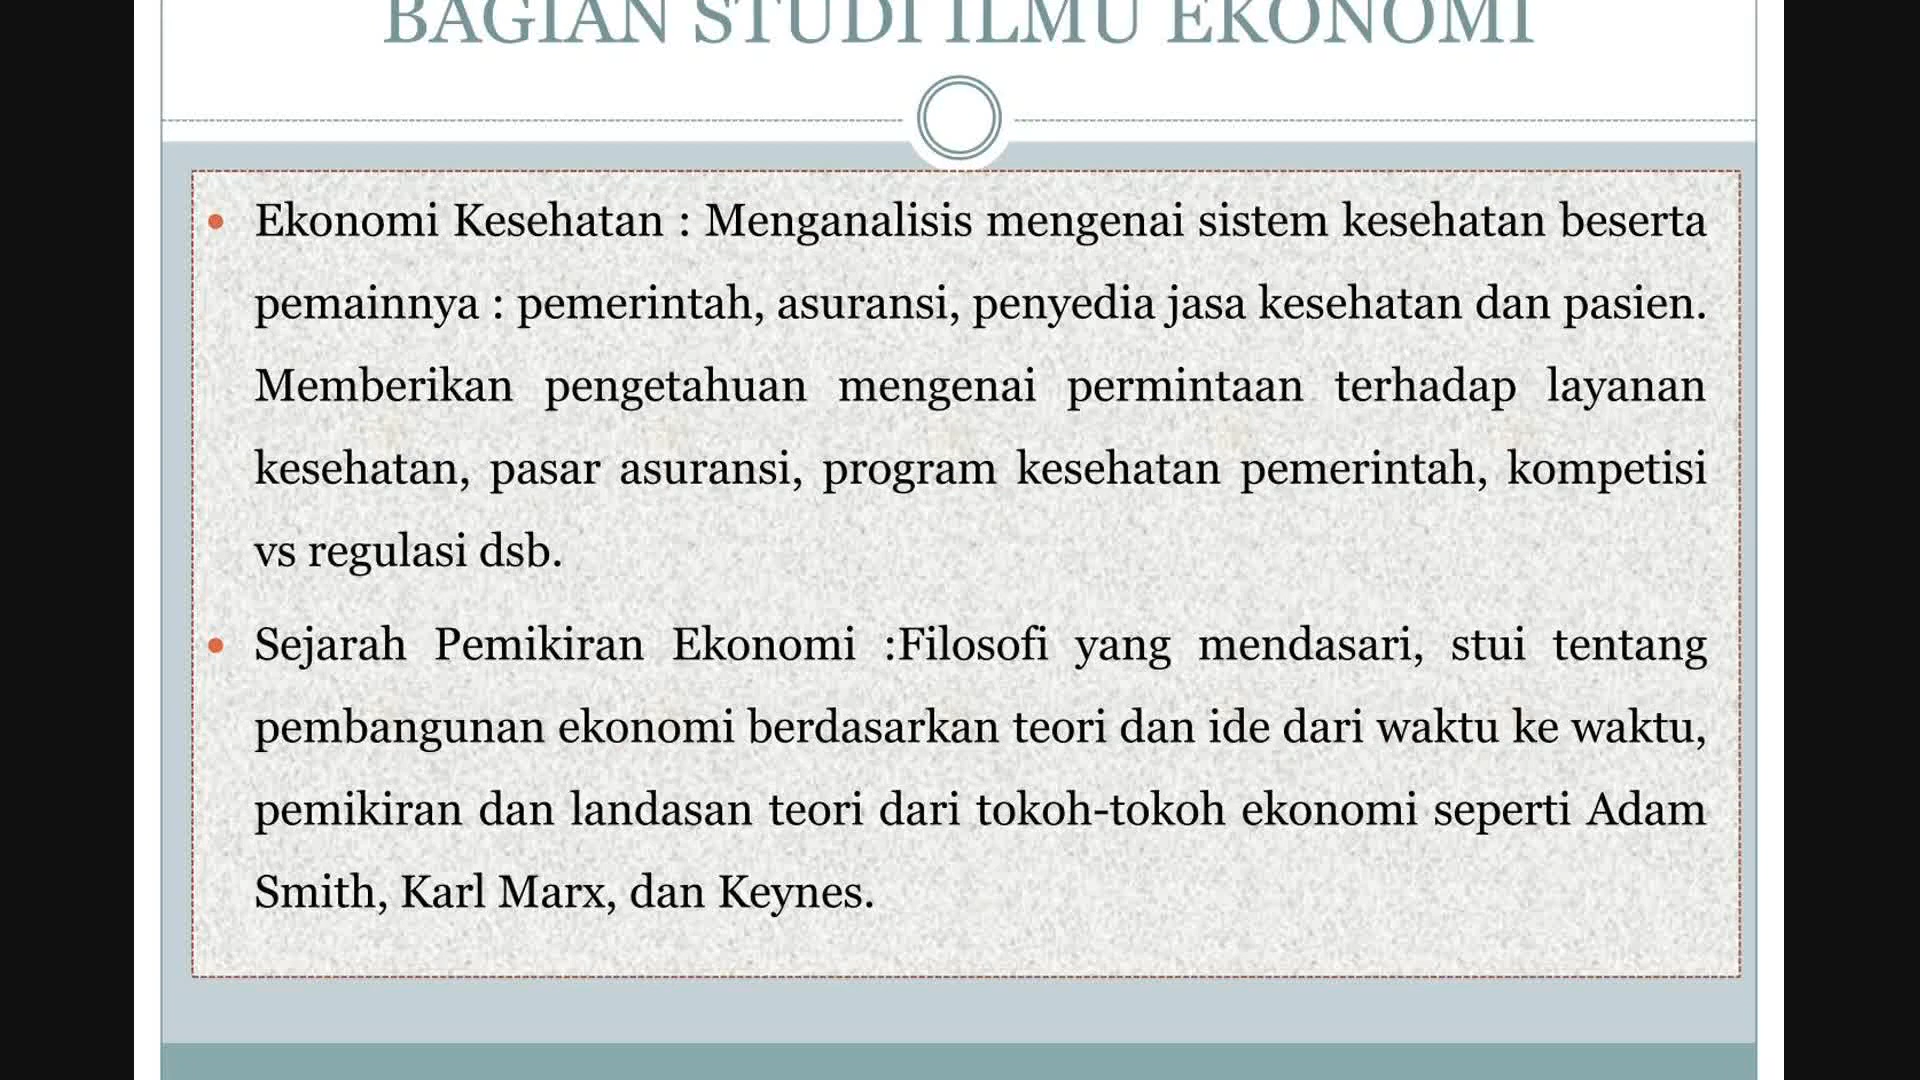 BAGIAN STUDI ILMU EKONOMI
• Ekonomi Kesehatan : Menganalisis mengenai sistem kesehatan beserta
pemainnya : pemerintah, asuransi, penyedia jasa kesehatan dan pasien.
Memberikan pengetahuan mengenai permintaan terhadap layanan
kesehatan, pasar asuransi, program kesehatan pemerintah, kompetisi
vs regulasi dsb.
• Sejarah Pemikiran Ekonomi :Filosofi yang mendasari, stui tentang
pembangunan ekonomi berdasarkan teori dan ide dari waktu ke waktu,
pemikiran dan landasan teori dari tokoh-tokoh ekonomi seperti Adam
Smith, Karl Marx, dan Keynes.